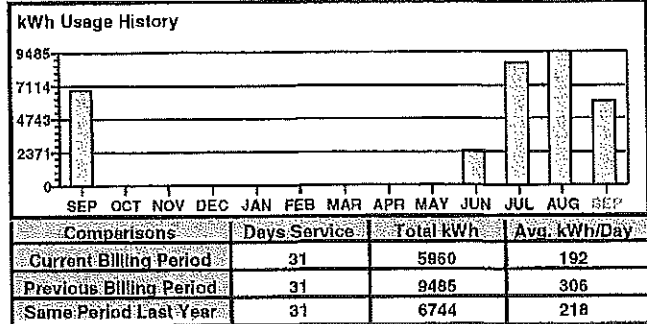 kWh Usage History
9485
7114
4743
2371
0
SEP OCT NOV DEC JAN FEB MAR APR MAY JUN JUL AUG SEP
Comparisons Days Service Total kWh Avg. kWh/Day
Current Billing Period 31 5960 192
Previous Billing Period 31 9485 306
Same Period Last Year 31 6744 218